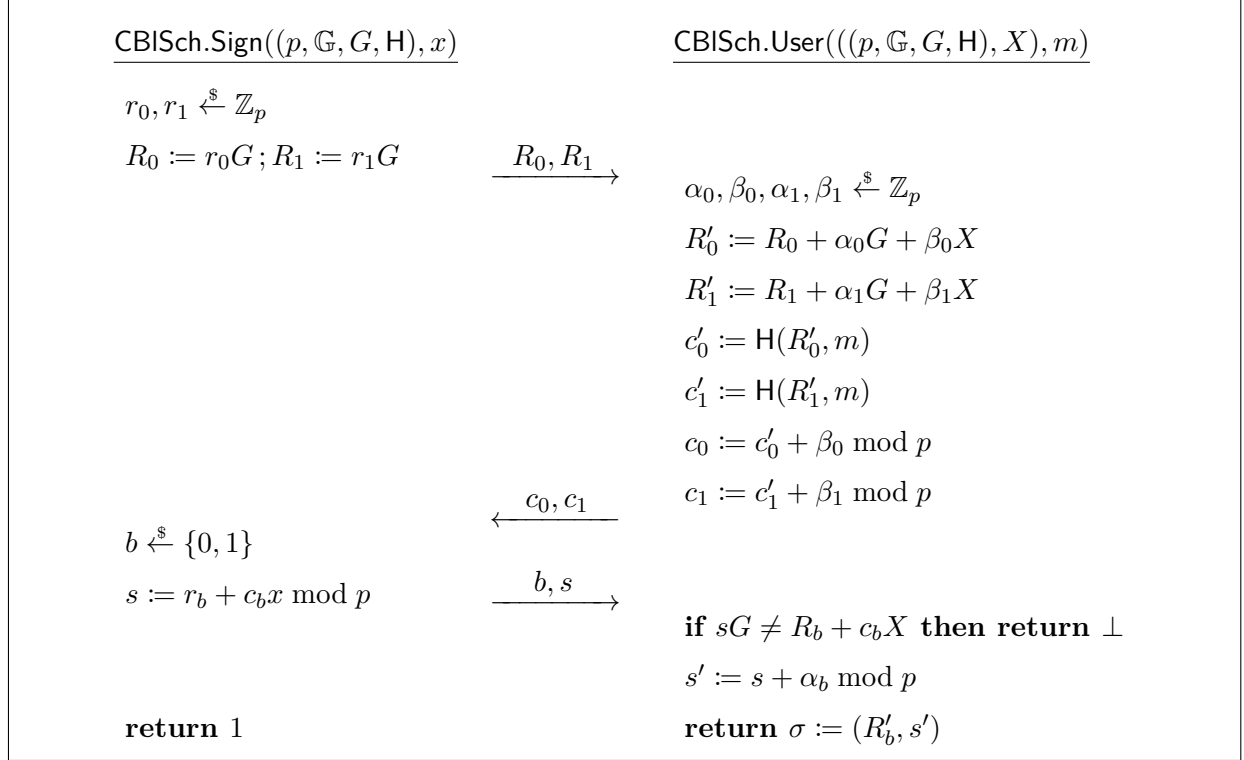 CBlSch.Sign((p, 𝔾, G, H), x)
CBlSch.User(((p, 𝔾, G, H), X), m)
r₀, r₁ ←$ ℤₚ
R₀ := r₀G ; R₁ := r₁G
R₀, R₁
α₀, β₀, α₁, β₁ ←$ ℤₚ
R′₀ := R₀ + α₀G + β₀X
R′₁ := R₁ + α₁G + β₁X
c′₀ := H(R′₀, m)
c′₁ := H(R′₁, m)
c₀ := c′₀ + β₀ mod p
c₁ := c′₁ + β₁ mod p
c₀, c₁
b ←$ {0, 1}
s := r_b + c_b x mod p
b, s
if sG ≠ R_b + c_b X then return ⊥
s′ := s + α_b mod p
return 1
return σ := (R′_b, s′)